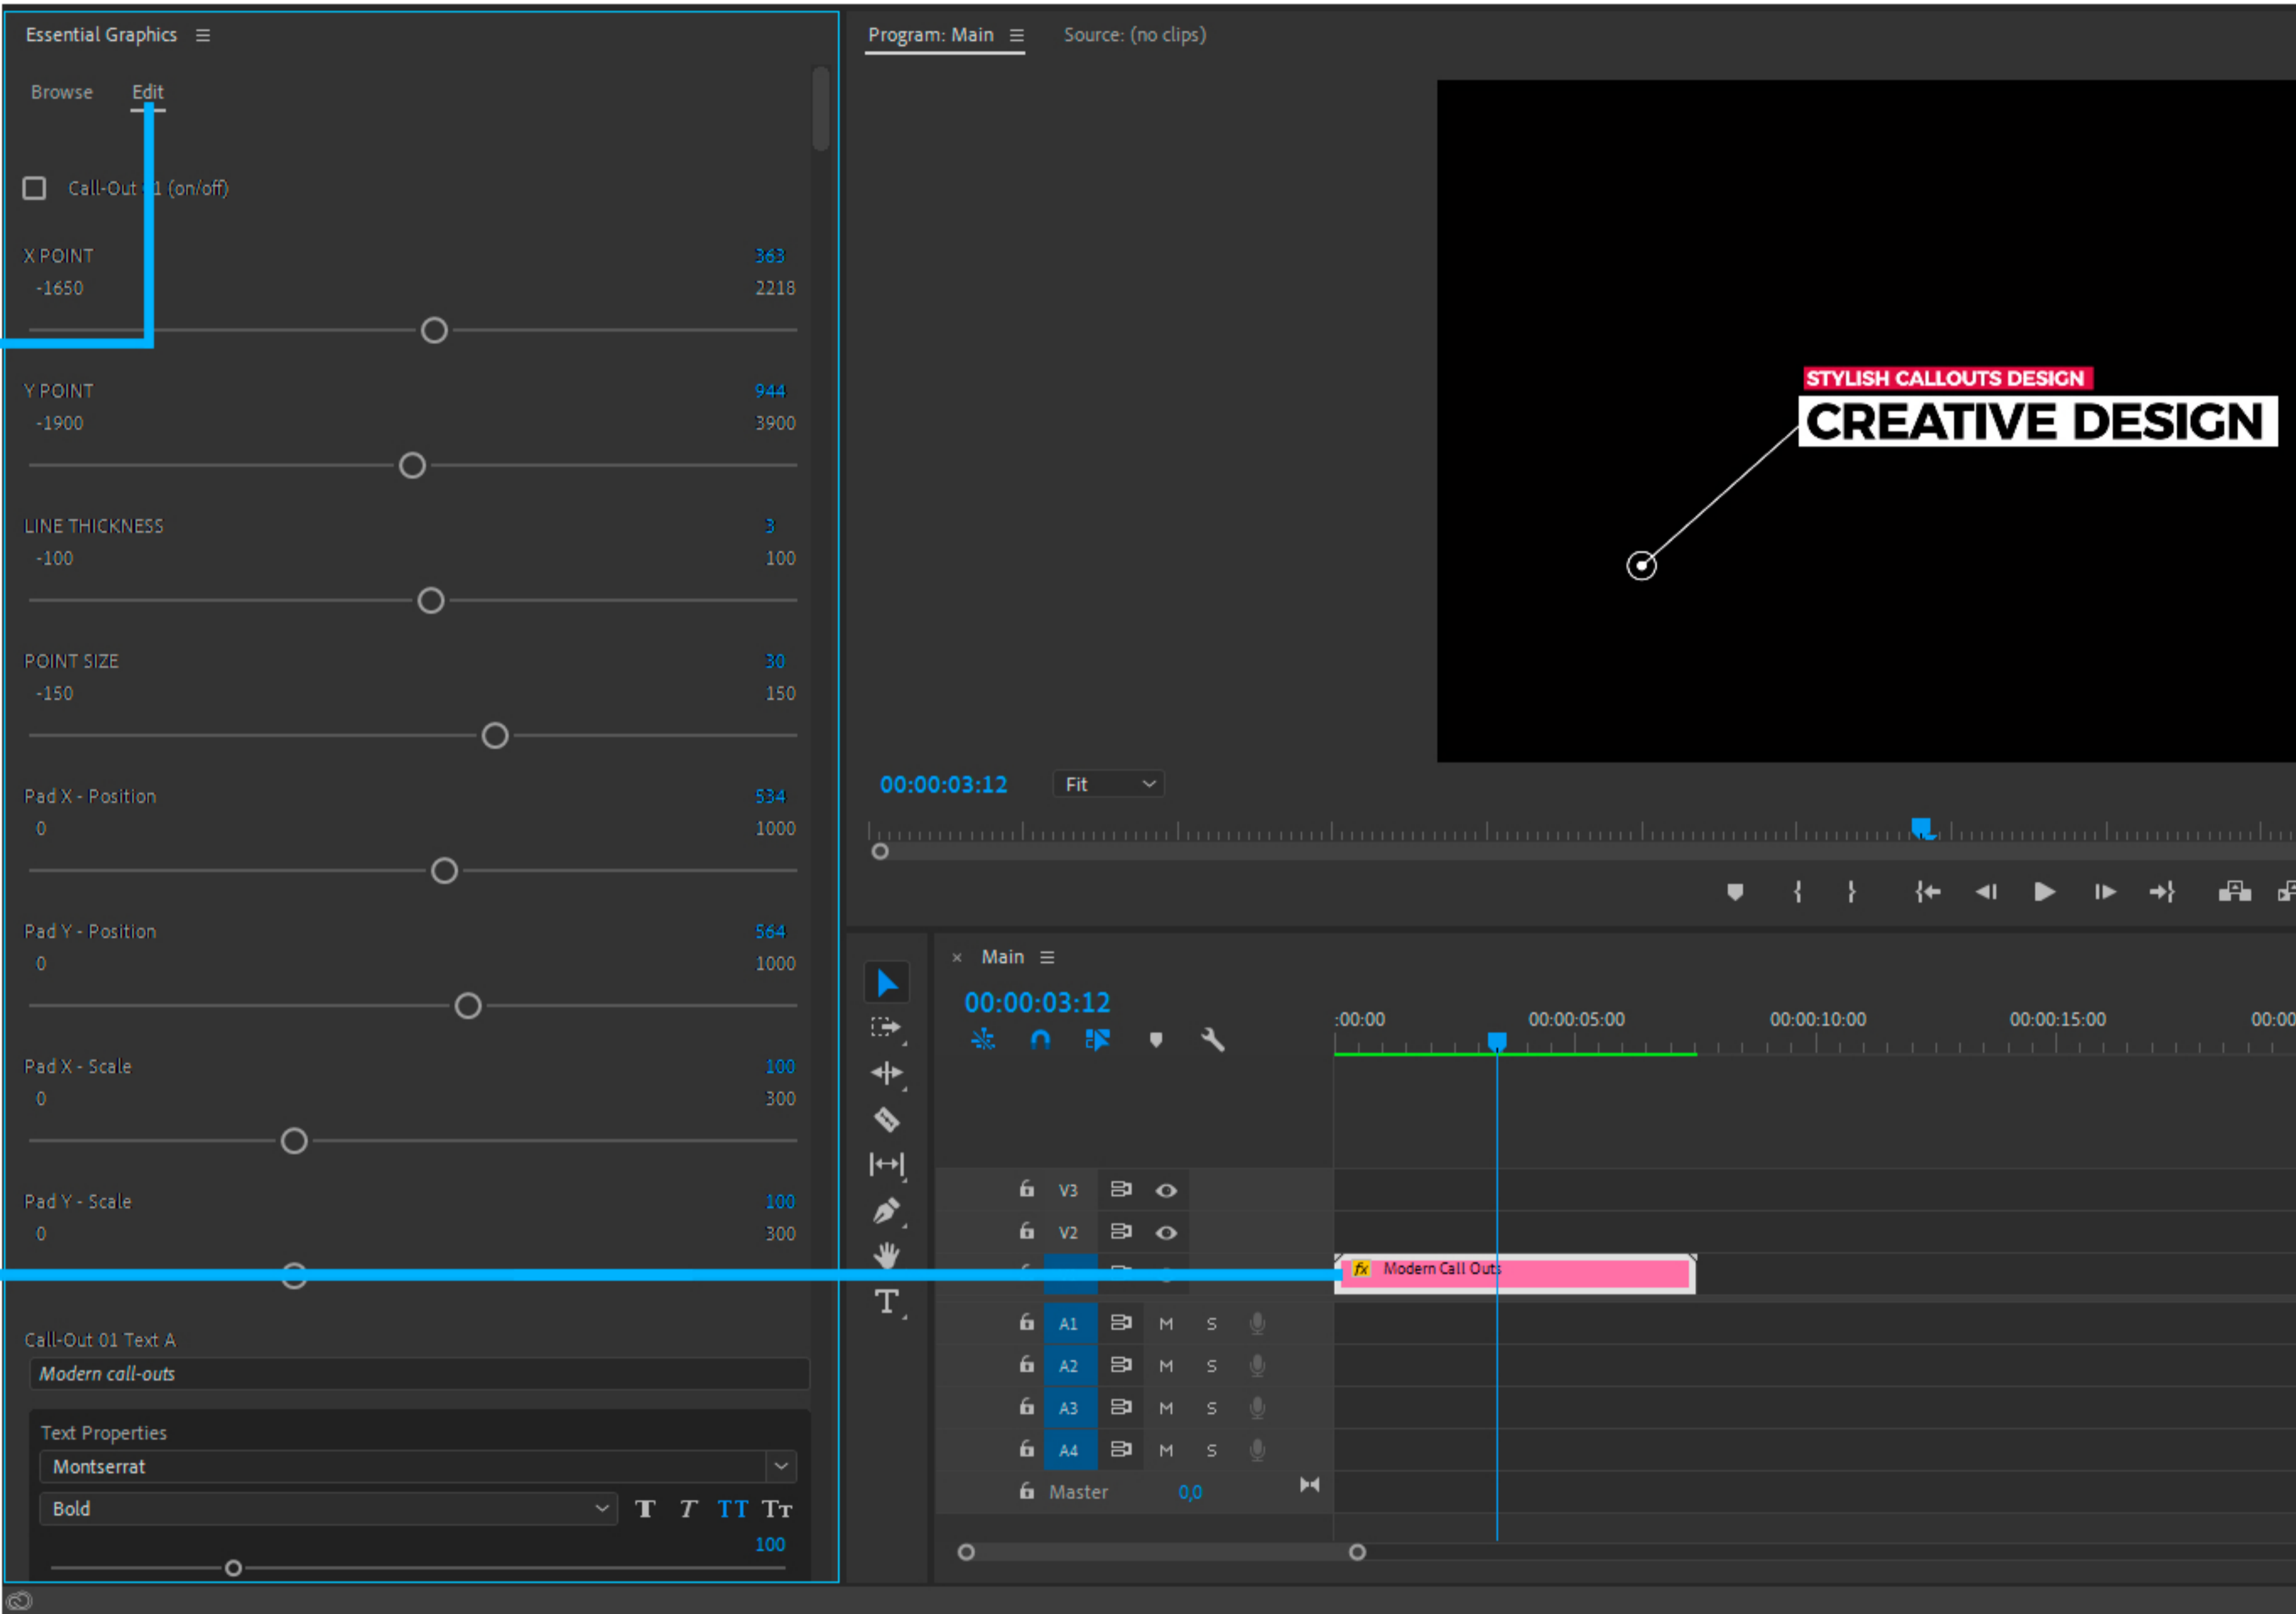 Essential Graphics
Browse Edit
Call-Out 1 (on/off)
X POINT 363
-1650 2218
Y POINT 944
-1900 3900
LINE THICKNESS 3
-100 100
POINT SIZE 30
-150 150
Pad X - Position 534
0 1000
Pad Y - Position 564
0 1000
Pad X - Scale 100
0 300
Pad Y - Scale 100
0 300
Call-Out 01 Text A
Modern call-outs
Text Properties
Montserrat
Bold T T TT Tт
100
Program: Main Source: (no clips)
STYLISH CALLOUTS DESIGN
CREATIVE DESIGN
00:00:03:12 Fit
× Main
00:00:03:12
:00:00 00:00:05:00 00:00:10:00 00:00:15:00 00:00
T
V3
V2
fx Modern Call Outs
A1 M S
A2 M S
A3 M S
A4 M S
Master 0,0